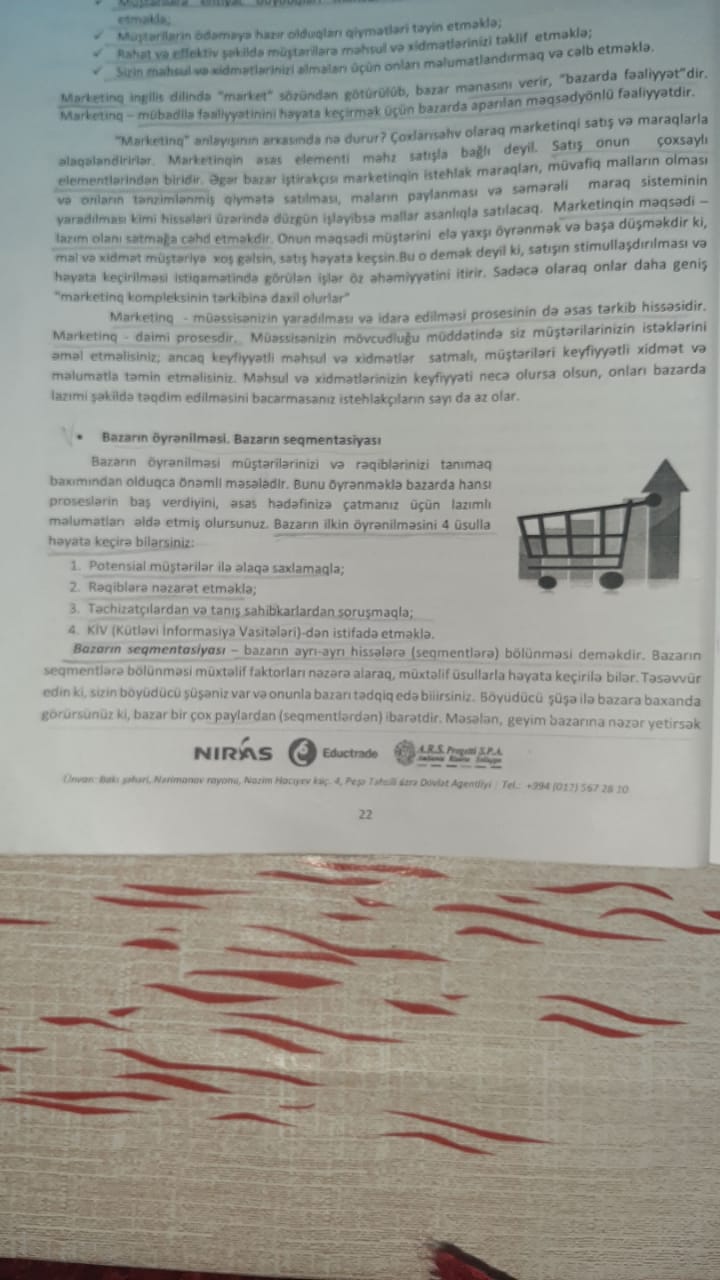 etməklə;
✓ Müştərilərin ödəməyə hazır olduqları qiymətləri təyin etməklə;
✓ Rahat və effektiv şəkildə müştərilərə məhsul və xidmətlərinizi təklif etməklə;
✓ Sizin məhsul və xidmətlərinizi almaları üçün onları məlumatlandırmaq və cəlb etməklə.
Marketinq ingilis dilində "market" sözündən götürülüb, bazar mənasını verir, "bazarda fəaliyyət"dir.
Marketinq – mübadilə fəaliyyətinini həyata keçirmək üçün bazarda aparılan məqsədyönlü fəaliyyətdir.
"Marketinq" anlayışının arxasında nə durur? Çoxlarısəhv olaraq marketinqi satış və maraqlarla
əlaqələndirirlər. Marketinqin əsas elementi məhz satışla bağlı deyil. Satış onun çoxsaylı
elementlərindən biridir. Əgər bazar iştirakçısı marketinqin istehlak maraqları, müvafiq malların olması
və onların tənzimlənmiş qiymətə satılması, maların paylanması və səmərəli maraq sisteminin
yaradılması kimi hissələri üzərində düzgün işləyibsə mallar asanlıqla satılacaq. Marketinqin məqsədi –
lazım olanı satmağa cəhd etməkdir. Onun məqsədi müştərini elə yaxşı öyrənmək və başa düşməkdir ki,
mal və xidmət müştəriyə xoş gəlsin, satış həyata keçsin.Bu o demək deyil ki, satışın stimullaşdırılması və
həyata keçirilməsi istiqamətində görülən işlər öz əhəmiyyətini itirir. Sadəcə olaraq onlar daha geniş
"marketinq kompleksinin tərkibinə daxil olurlar"
Marketinq - müəssisənizin yaradılması və idarə edilməsi prosesinin də əsas tərkib hissəsidir.
Marketinq - daimi prosesdir. Müəssisənizin mövcudluğu müddətində siz müştərilərinizin istəklərini
əməl etməlisiniz; ancaq keyfiyyətli məhsul və xidmətlər satmalı, müştəriləri keyfiyyətli xidmət və
məlumatla təmin etməlisiniz. Məhsul və xidmətlərinizin keyfiyyəti necə olursa olsun, onları bazarda
lazımi şəkildə təqdim edilməsini bacarmasanız istehlakçıların sayı da az olar.
• Bazarın öyrənilməsi. Bazarın seqmentasiyası
Bazarın öyrənilməsi müştərilərinizi və rəqiblərinizi tanımaq
baxımından olduqca önəmli məsələdir. Bunu öyrənməklə bazarda hansı
proseslərin baş verdiyini, əsas hədəfinizə çatmanız üçün lazımlı
məlumatları əldə etmiş olursunuz. Bazarın ilkin öyrənilməsini 4 üsulla
həyata keçirə bilərsiniz:
1. Potensial müştərilər ilə əlaqə saxlamaqla;
2. Rəqiblərə nəzarət etməklə;
3. Təchizatçılardan və tanış sahibkarlardan soruşmaqla;
4. KİV (Kütləvi İnformasiya Vasitələri)-dən istifadə etməklə.
Bazarın seqmentasiyası – bazarın ayrı-ayrı hissələrə (seqmentlərə) bölünməsi deməkdir. Bazarın
seqmentlərə bölünməsi müxtəlif faktorları nəzərə alaraq, müxtəlif üsullarla həyata keçirilə bilər. Təsəvvür
edin ki, sizin böyüdücü şüşəniz var və onunla bazarı tədqiq edə bilirsiniz. Böyüdücü şüşə ilə bazara baxanda
görürsünüz ki, bazar bir çox paylardan (seqmentlərdən) ibarətdir. Məsələn, geyim bazarına nəzər yetirsək
NIRAS Eductrade A.R.S. Progetti S.P.A.
Ünvan: Bakı şəhəri, Nərimanov rayonu, Nazim Hacıyev küç. 4, Peşə Təhsili üzrə Dövlət Agentliyi | Tel.: +994 (012) 567 28 10
22